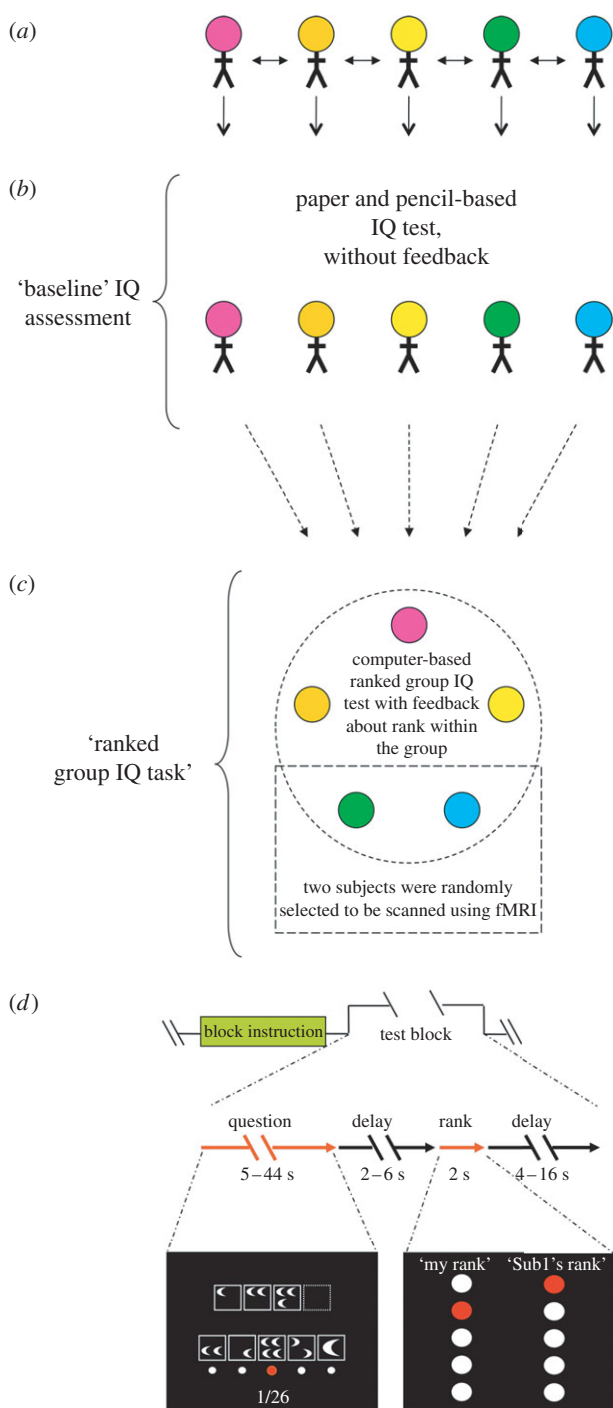 (a)
(b)
paper and pencil-based
IQ test,
without feedback
‘baseline’ IQ
assessment
(c)
computer-based
ranked group IQ
test with feedback
about rank within
the group
‘ranked
group IQ task’
two subjects were randomly
selected to be scanned using fMRI
(d)
block instruction
test block
question
delay
rank
delay
5–44 s
2–6 s
2 s
4–16 s
‘my rank’
‘Sub1’s rank’
1/26